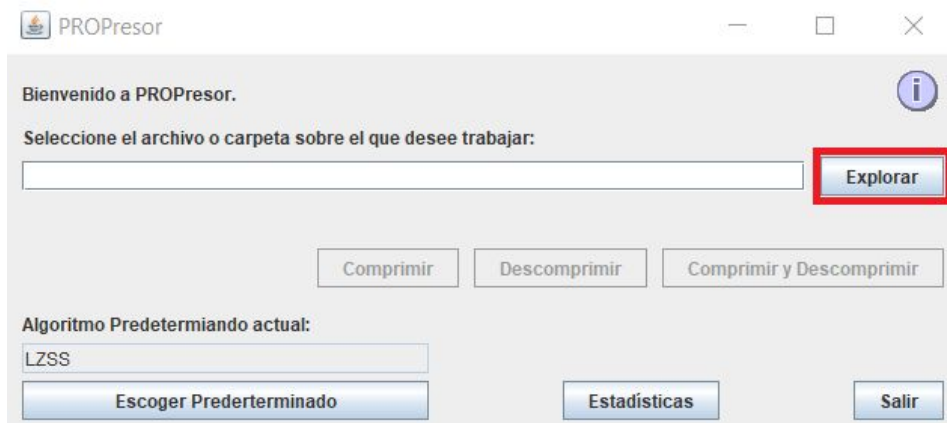 PROPresor
Bienvenido a PROPresor.
i
Seleccione el archivo o carpeta sobre el que desee trabajar:
Explorar
Comprimir Descomprimir Comprimir y Descomprimir
Algoritmo Predetermiando actual:
LZSS
Escoger Prederterminado Estadísticas Salir